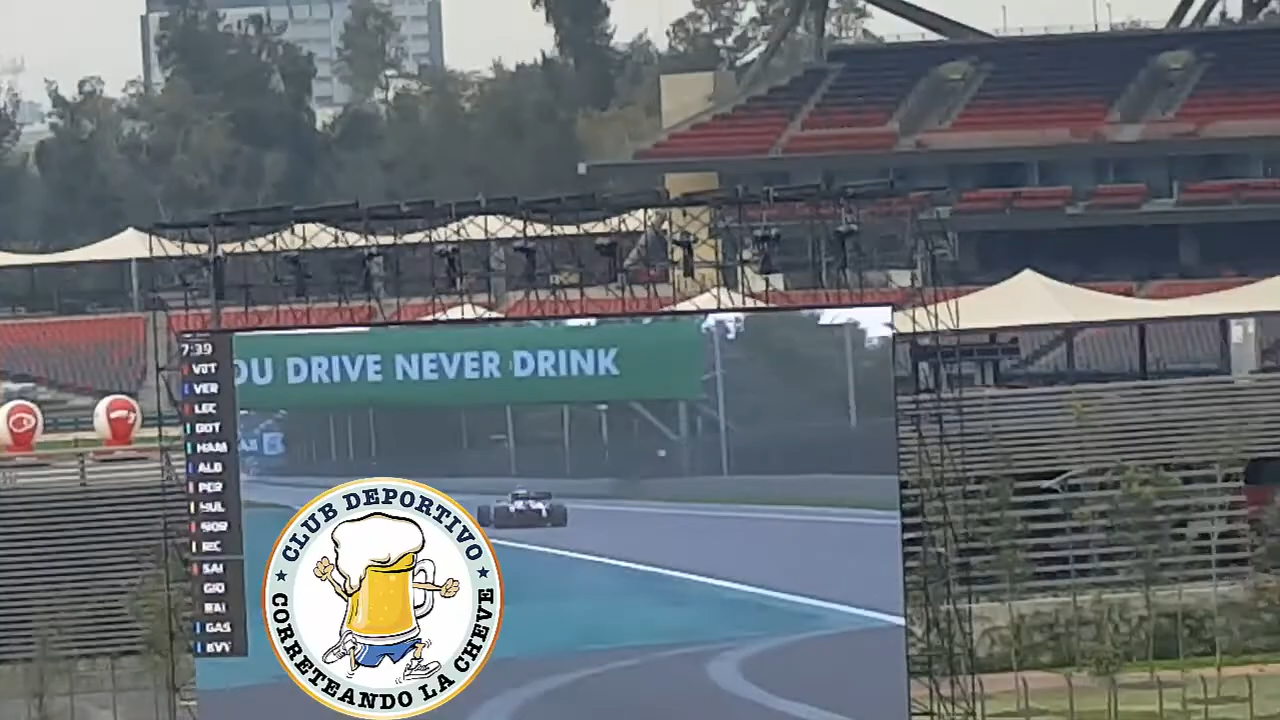 OU DRIVE NEVER DRINK
7:39
VET
VER
LEC
BOT
HAM
ALB
PER
HUL
NOR
RIC
SAI
GIO
RAI
GAS
KVY
CLUB DEPORTIVO
CORRETEANDO LA CHEVE